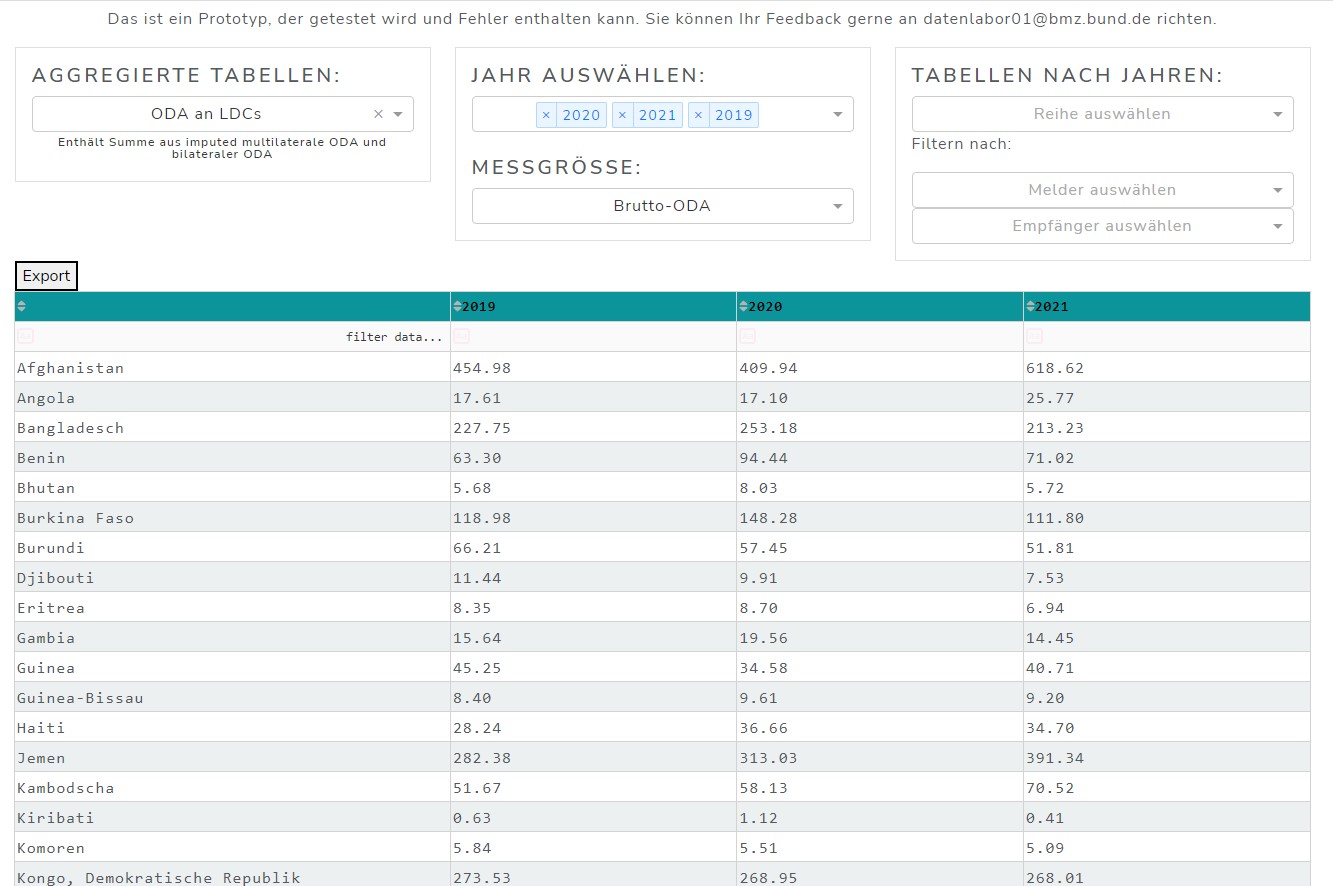 Das ist ein Prototyp, der getestet wird und Fehler enthalten kann. Sie können Ihr Feedback gerne an datenlabor01@bmz.bund.de richten.
AGGREGIERTE TABELLEN:
ODA an LDCs ×
Enthält Summe aus imputed multilaterale ODA und
bilateraler ODA
JAHR AUSWÄHLEN:
× 2020 × 2021 × 2019
MESSGRÖSSE:
Brutto-ODA
TABELLEN NACH JAHREN:
Reihe auswählen
Filtern nach:
Melder auswählen
Empfänger auswählen
Export
2019 2020 2021
filter data...
Afghanistan 454.98 409.94 618.62
Angola 17.61 17.10 25.77
Bangladesch 227.75 253.18 213.23
Benin 63.30 94.44 71.02
Bhutan 5.68 8.03 5.72
Burkina Faso 118.98 148.28 111.80
Burundi 66.21 57.45 51.81
Djibouti 11.44 9.91 7.53
Eritrea 8.35 8.70 6.94
Gambia 15.64 19.56 14.45
Guinea 45.25 34.58 40.71
Guinea-Bissau 8.40 9.61 9.20
Haiti 28.24 36.66 34.70
Jemen 282.38 313.03 391.34
Kambodscha 51.67 58.13 70.52
Kiribati 0.63 1.12 0.41
Komoren 5.84 5.51 5.09
Kongo, Demokratische Republik 273.53 268.95 268.01